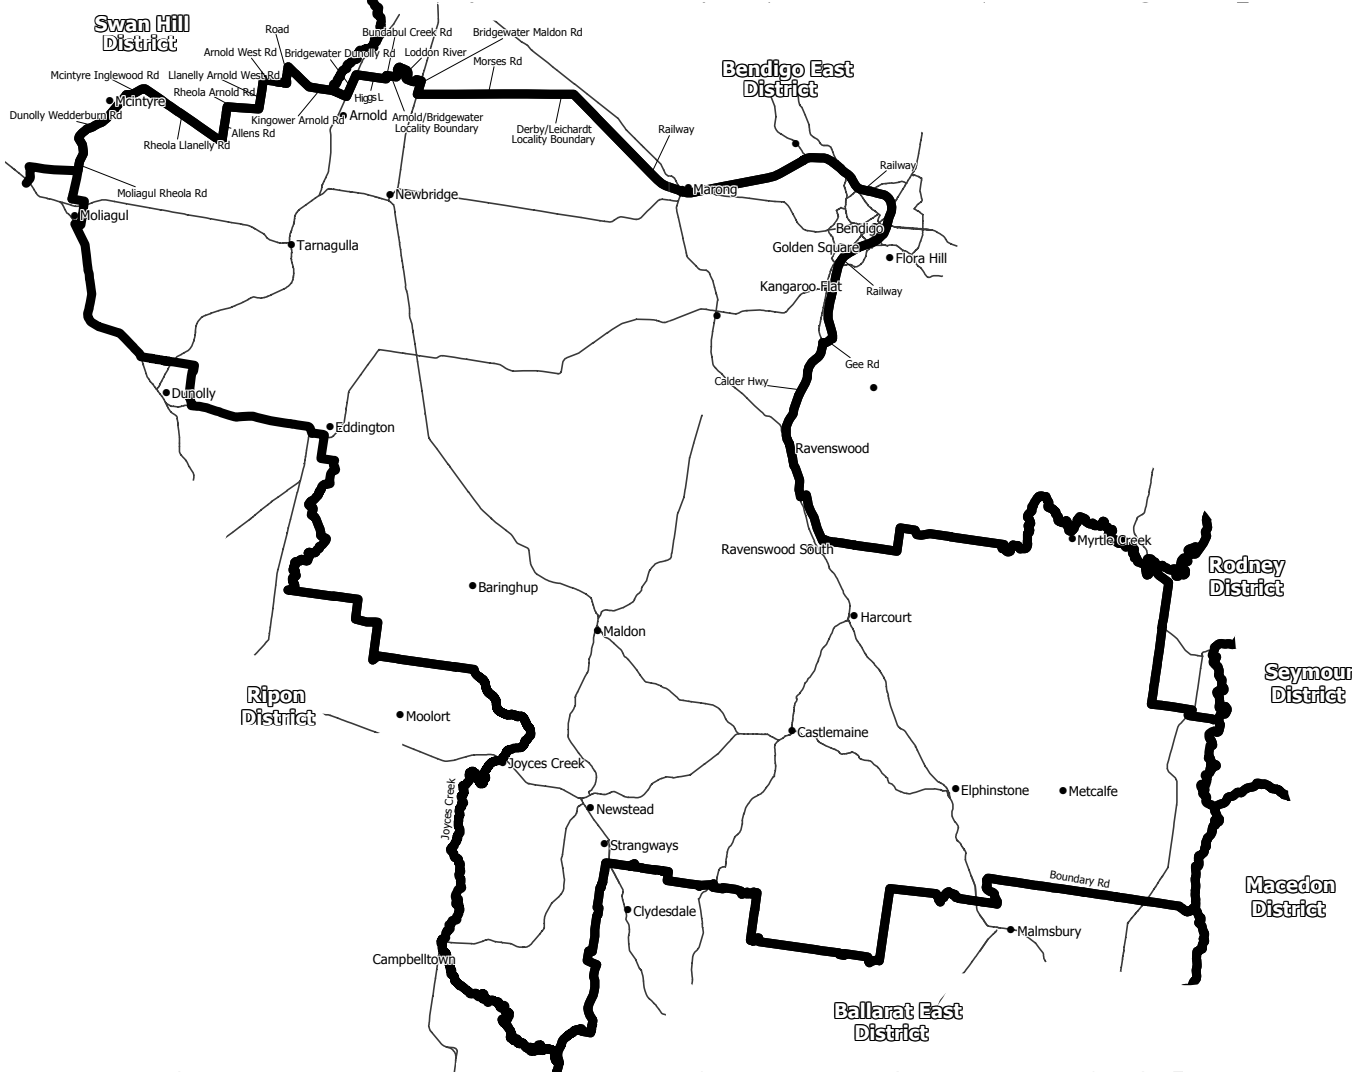 Swan Hill
District
Road
Bundabul Creek Rd
Bridgewater Maldon Rd
Arnold West Rd
Bridgewater Dunolly Rd
Loddon River
Morses Rd
Mcintyre Inglewood Rd
Llanelly Arnold West Rd
Rheola Arnold Rd
Mcintyre
Dunolly Wedderburn Rd
Kingower Arnold Rd
Arnold
Arnold/Bridgewater
Locality Boundary
Allens Rd
Rheola Llanelly Rd
Derby/Leichardt
Locality Boundary
Railway
Bendigo East
District
Railway
Moliagul Rheola Rd
Newbridge
Marong
Moliagul
Bendigo
Tarnagulla
Golden Square
Flora Hill
Kangaroo Flat
Railway
Gee Rd
Calder Hwy
Dunolly
Eddington
Ravenswood
Ravenswood South
Myrtle Creek
Rodney
District
Baringhup
Harcourt
Maldon
Seymour
District
Ripon
District
Moolort
Castlemaine
Joyces Creek
Joyces Creek
Elphinstone
Metcalfe
Newstead
Strangways
Boundary Rd
Macedon
District
Clydesdale
Malmsbury
Campbelltown
Ballarat East
District